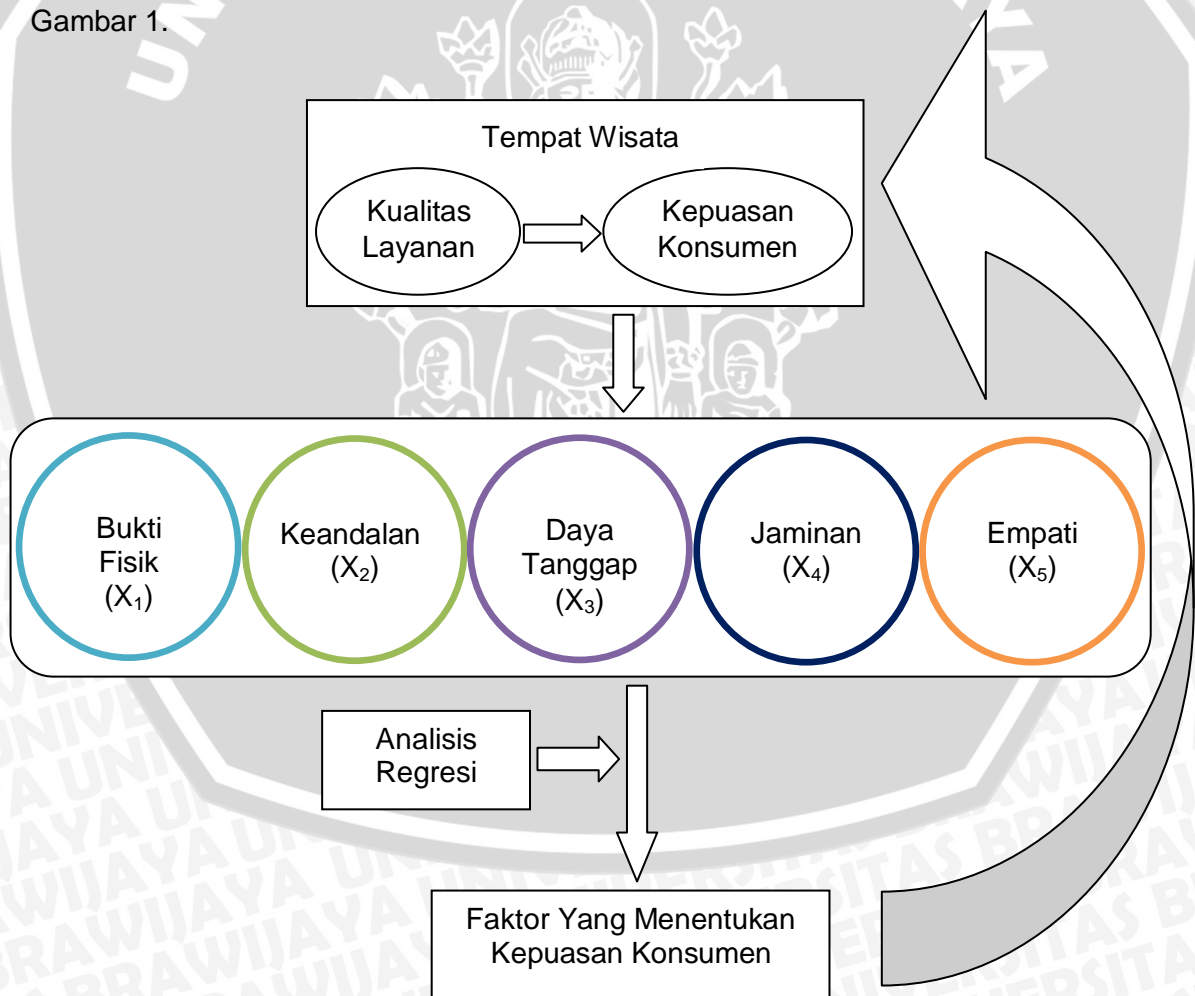 Gambar 1.
Tempat Wisata
Kualitas
Layanan
Kepuasan
Konsumen
Bukti
Fisik
(X₁)
Keandalan
(X₂)
Daya
Tanggap
(X₃)
Jaminan
(X₄)
Empati
(X₅)
Analisis
Regresi
Faktor Yang Menentukan
Kepuasan Konsumen